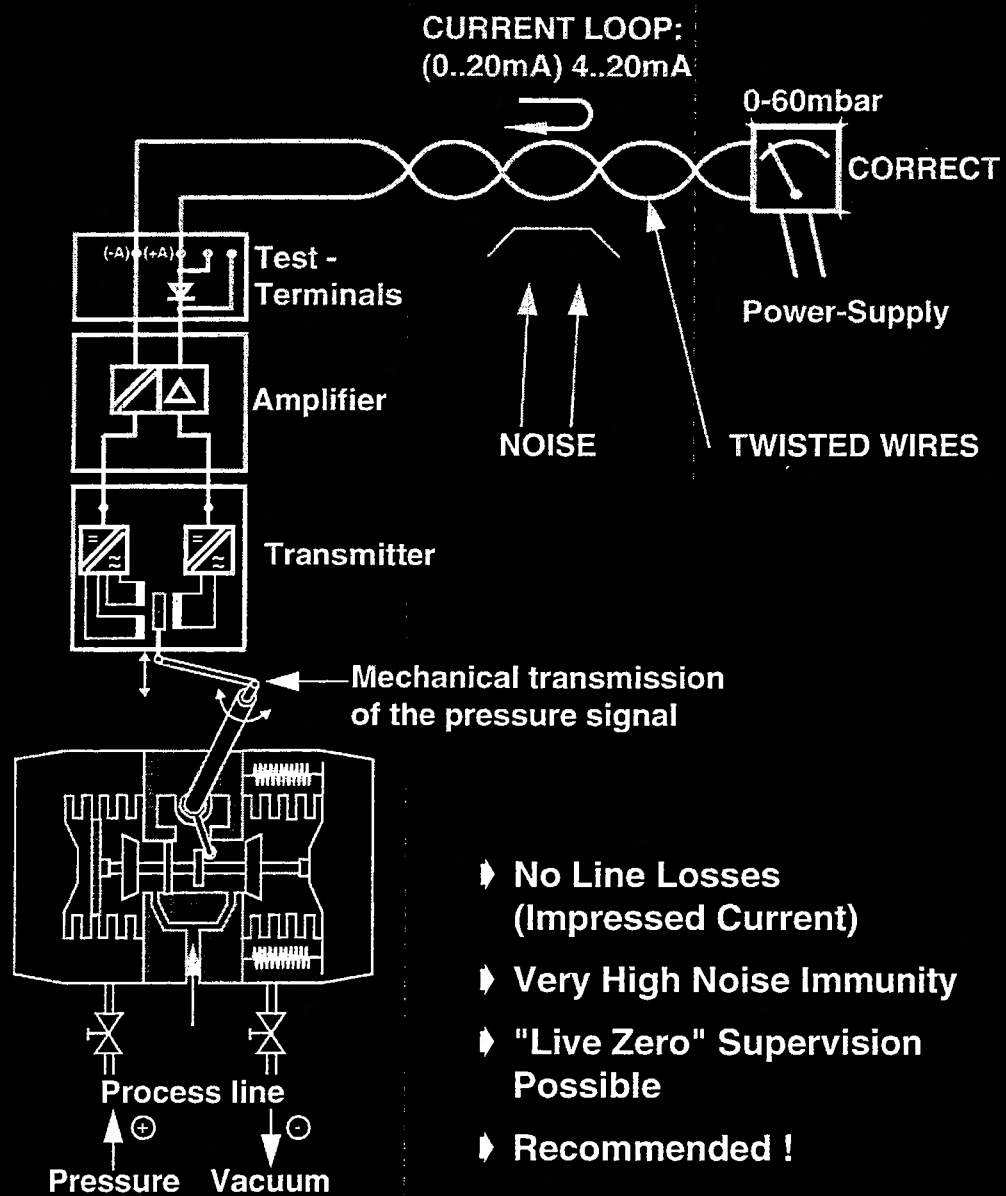 CURRENT LOOP:
(0..20mA) 4..20mA
0-60mbar
CORRECT
(-A) (+A)
Test -
Terminals
Power-Supply
Amplifier
NOISE
TWISTED WIRES
Transmitter
Mechanical transmission
of the pressure signal
No Line Losses
(Impressed Current)
Very High Noise Immunity
"Live Zero" Supervision
Possible
Recommended !
Process line
+ -
Pressure Vacuum